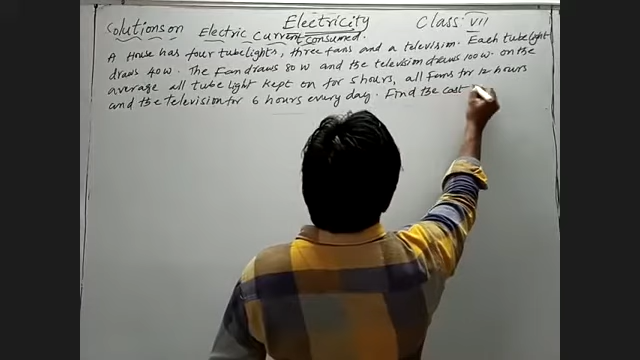 Electricity Class: VII
Solutions on Electric Current Consumed.
A House has four tubelights, three fans and a television. Each tubelight
draws 40W. The Fan draws 80 W and the television draws 100 W. on the
average all tube light kept on for 5 hours, all Fans for 12 hours
and the television for 6 hours every day. Find the cost